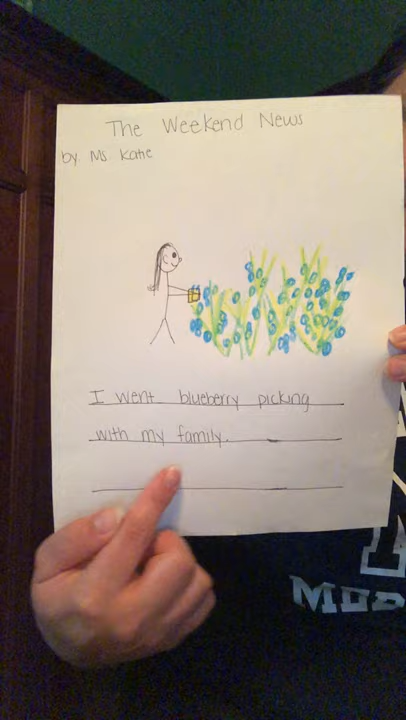 The Weekend News
by Ms. Katie
I went blueberry picking
with my family.